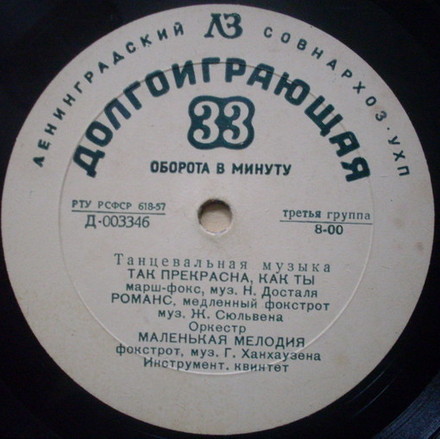 ЛЕНИНГРАДСКИЙ ЛЗ СОВНАРХОЗ·УХП
ДОЛГОИГРАЮЩАЯ
33
ОБОРОТА В МИНУТУ
РТУ РСФСР 618-57
Д-003346
третья группа
8-00
Танцевальная музыка
ТАК ПРЕКРАСНА, КАК ТЫ
марш-фокс, муз. Н. Досталя
РОМАНС, медленный фокстрот
муз. Ж. Сюльвена
Оркестр
МАЛЕНЬКАЯ МЕЛОДИЯ
фокстрот, муз. Г. Ханхаузена
Инструмент. квинтет